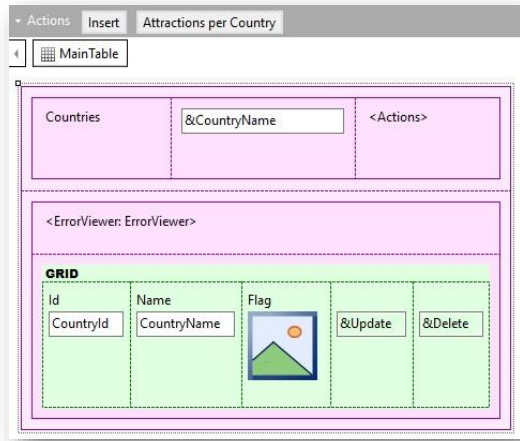 Actions Insert Attractions per Country
MainTable
Countries &CountryName <Actions>
<ErrorViewer: ErrorViewer>
GRID
Id Name Flag
CountryId CountryName &Update &Delete